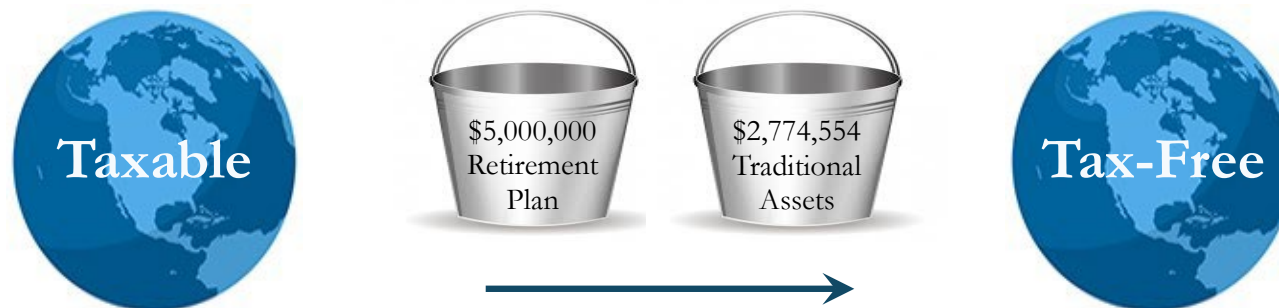 Taxable
$5,000,000
Retirement
Plan
$2,774,554
Traditional
Assets
Tax-Free